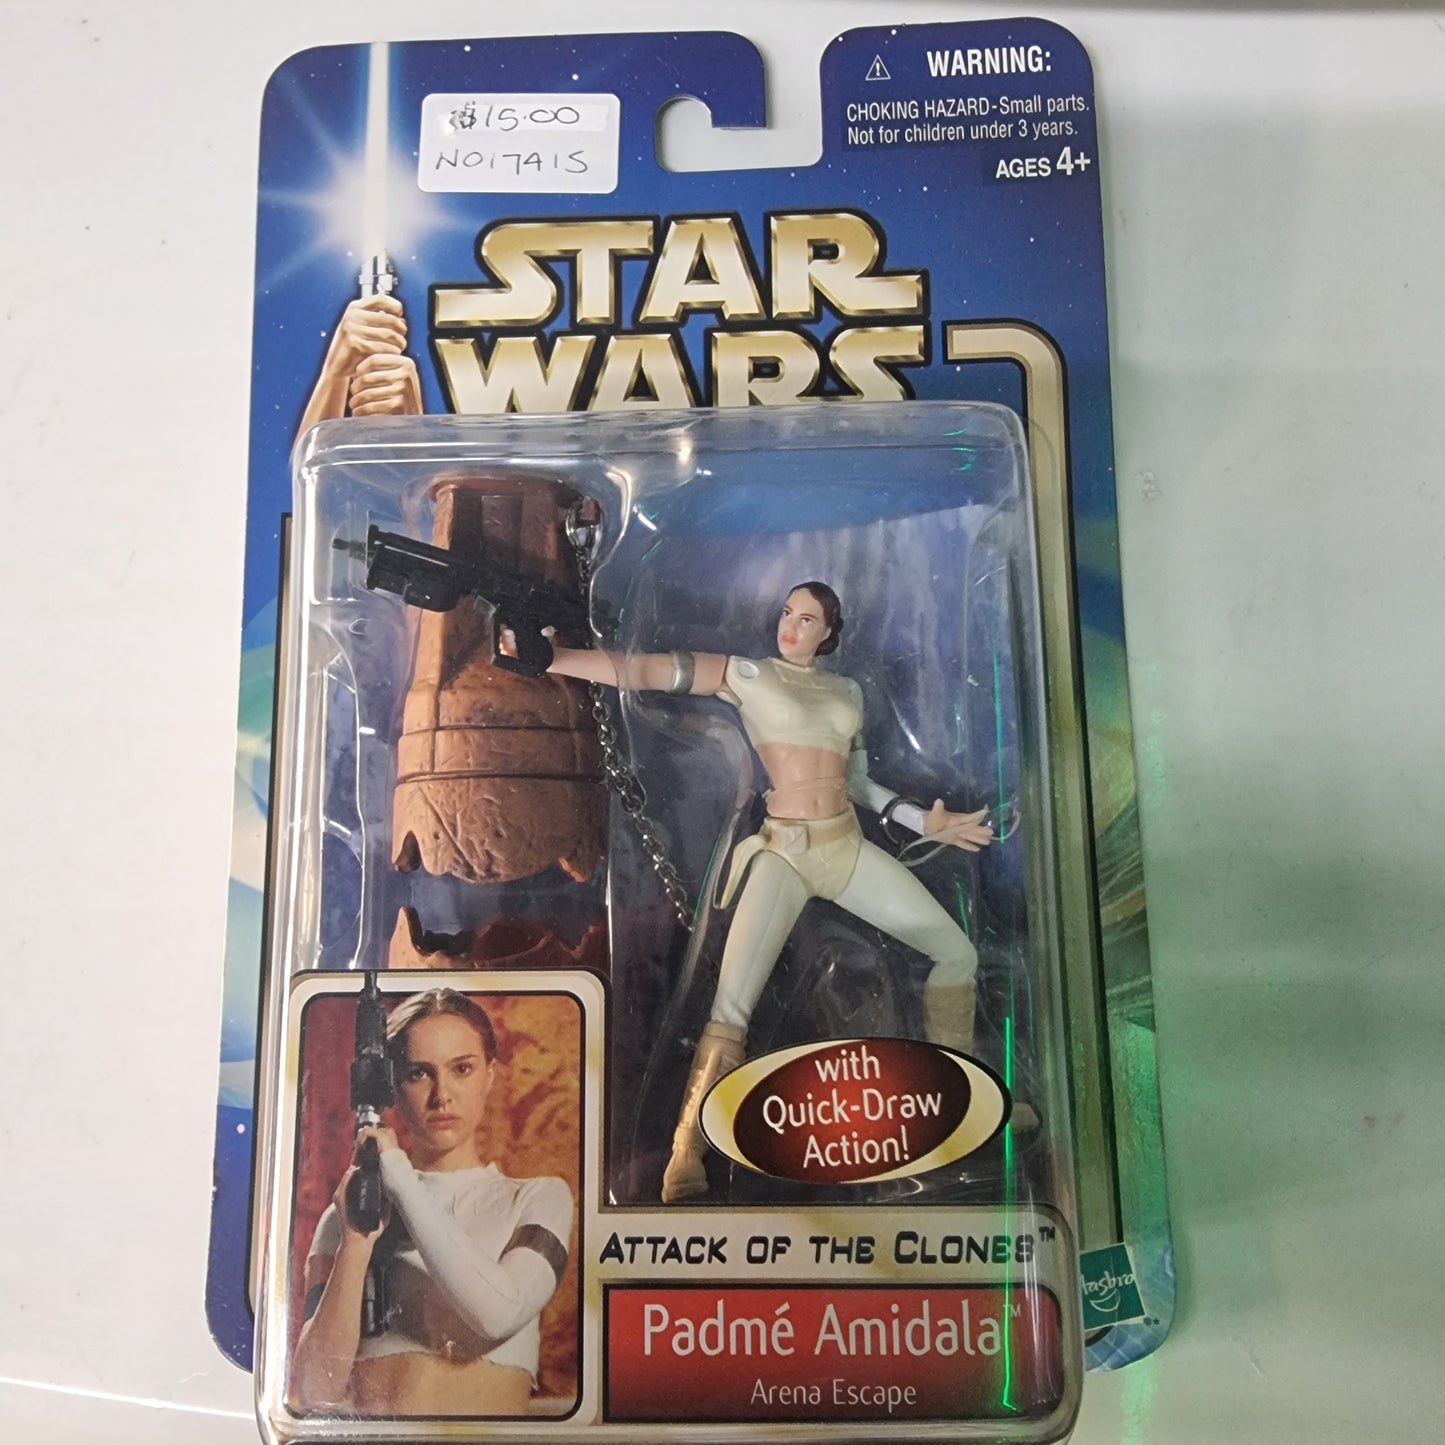 $15.00
N017415
WARNING:
CHOKING HAZARD-Small parts.
Not for children under 3 years.
AGES 4+
STAR
WARS
with
Quick-Draw
Action!
ATTACK OF THE CLONES™
Padmé Amidala™
Arena Escape
Hasbro